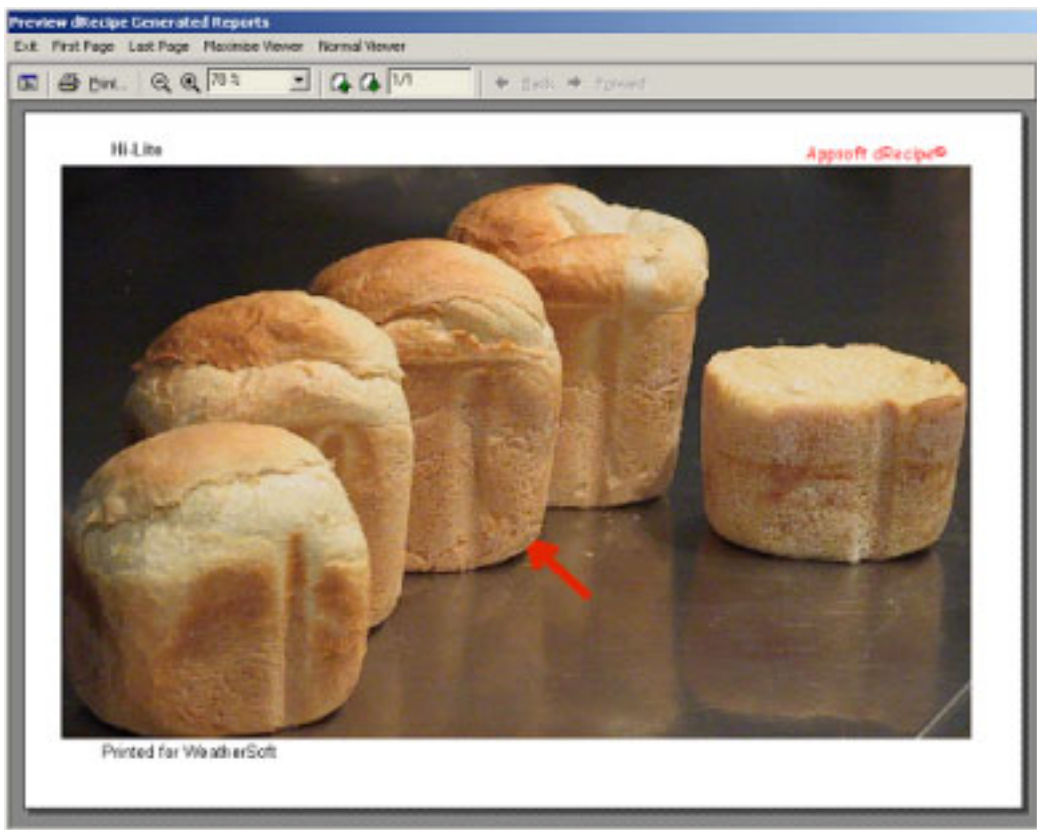 Preview dRecipe Generated Reports
Exit First Page Last Page Maximise Viewer Normal Viewer
Print... 70 % 1/1 Back Forward
Hi-Lite
Appsoft dRecipe©
Printed for WeatherSoft